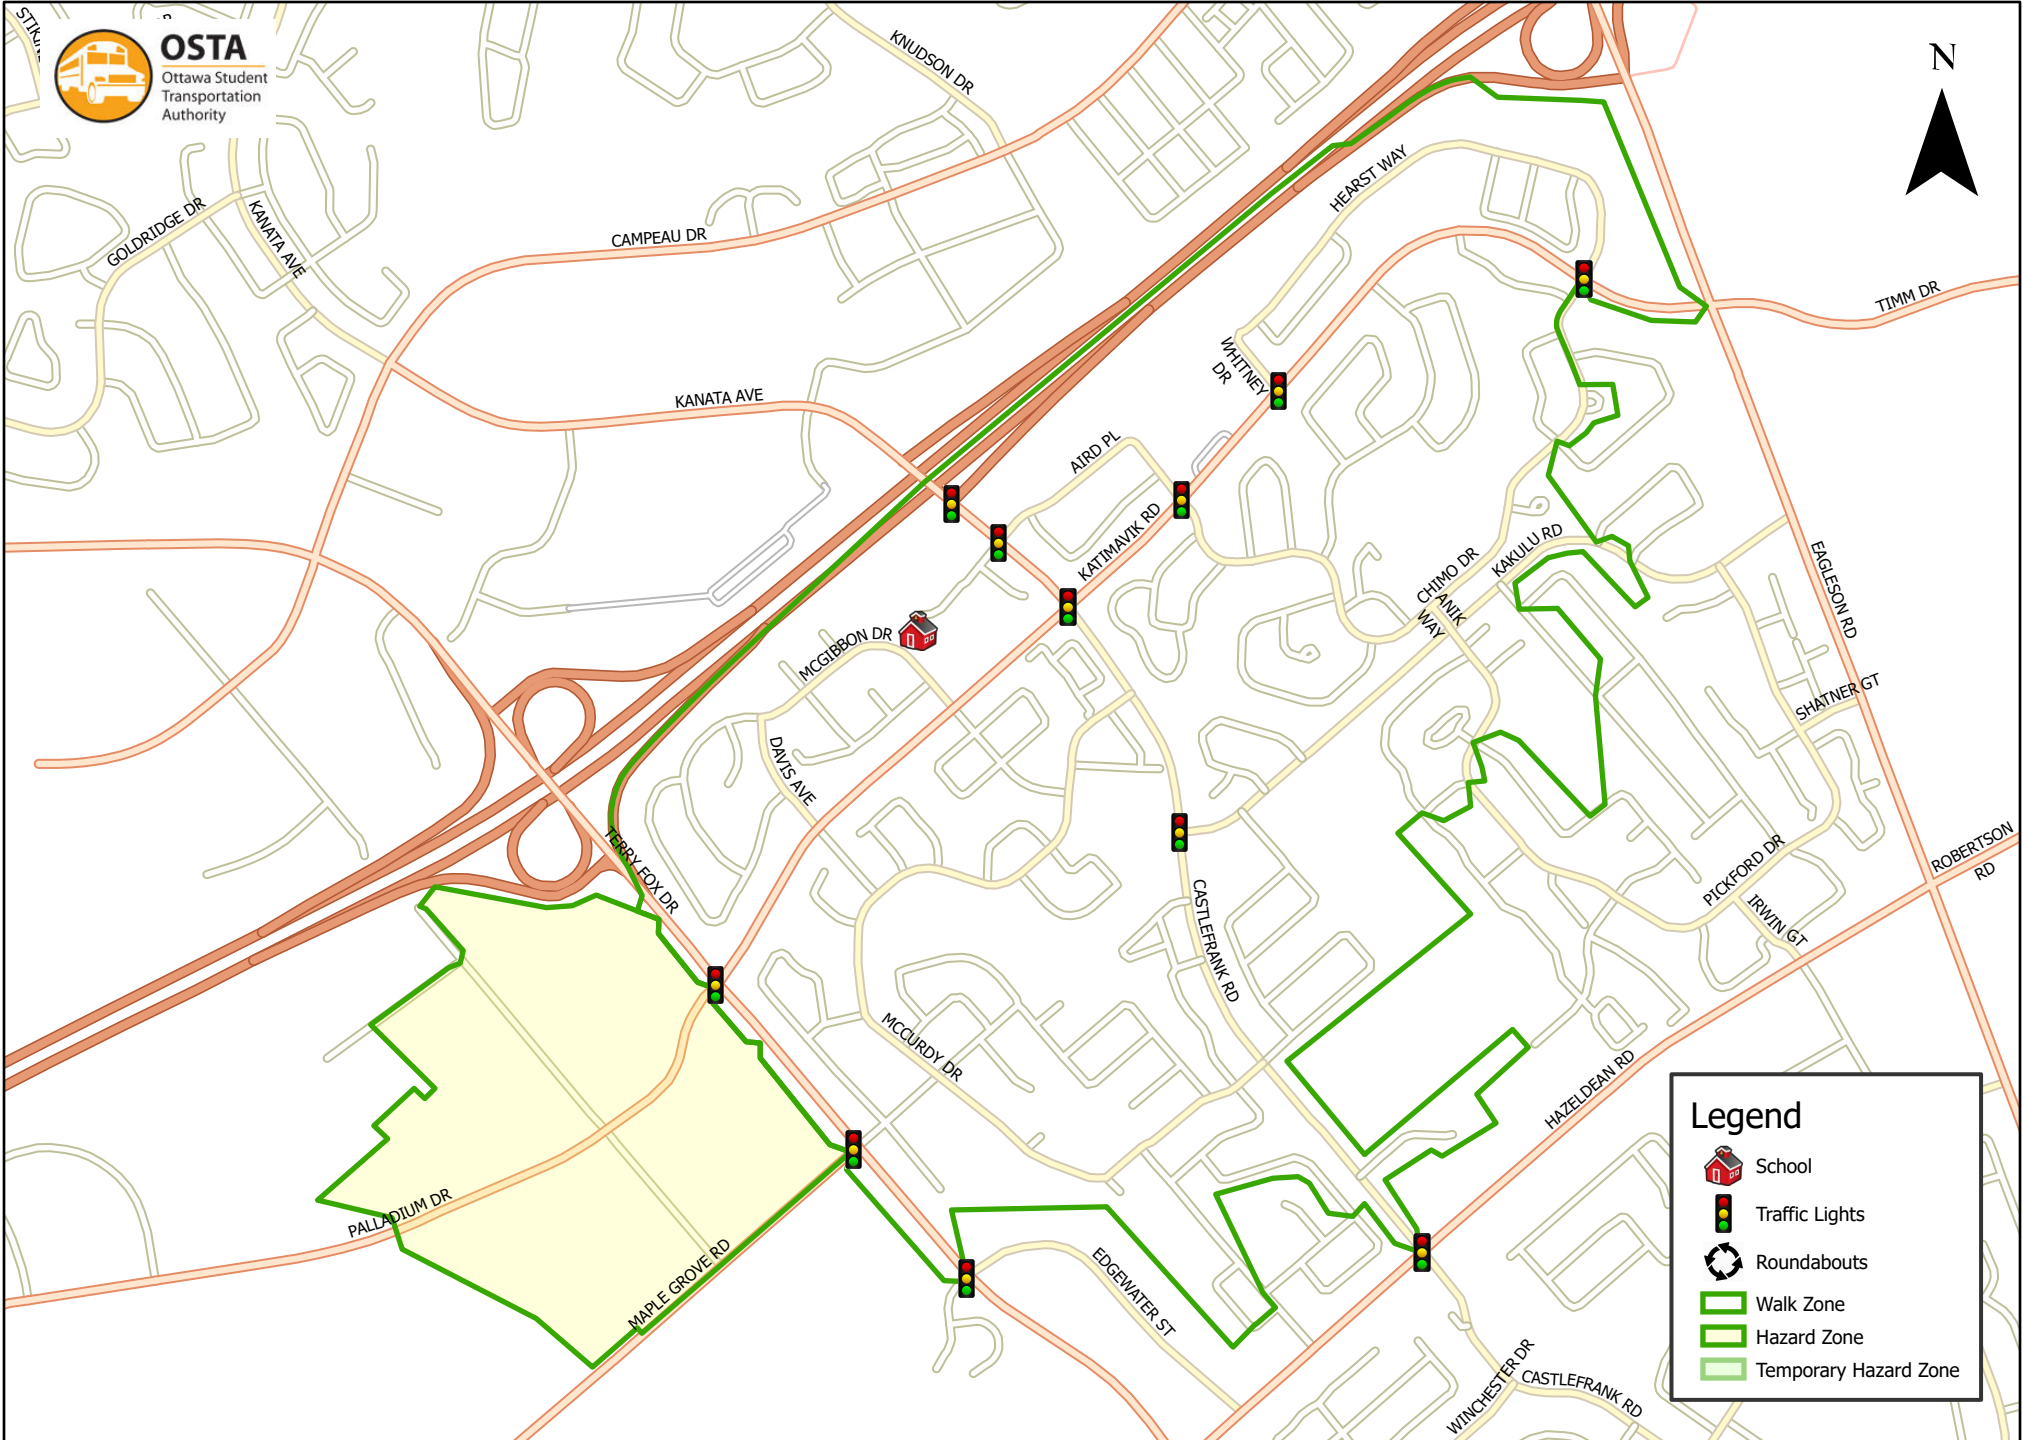 OSTA
Ottawa Student
Transportation
Authority
KNUDSON DR
N
HEARST WAY
GOLDRIDGE DR
KANATA AVE
CAMPEAU DR
TIMM DR
WHITNEY
DR
KANATA AVE
AIRD PL
KATIMAVIK RD
KAKULU RD
CHIMO DR
ANIK
WAY
EAGLESON RD
MCGIBBON DR
SHATNER GT
DAVIS AVE
TERRY FOX DR
ROBERTSON
RD
PICKFORD DR
IRWIN GT
CASTLEFRANK RD
MCCURDY DR
HAZELDEAN RD
PALLADIUM DR
MAPLE GROVE RD
EDGEWATER ST
WINCHESTER DR
CASTLEFRANK RD
Legend
School
Traffic Lights
Roundabouts
Walk Zone
Hazard Zone
Temporary Hazard Zone